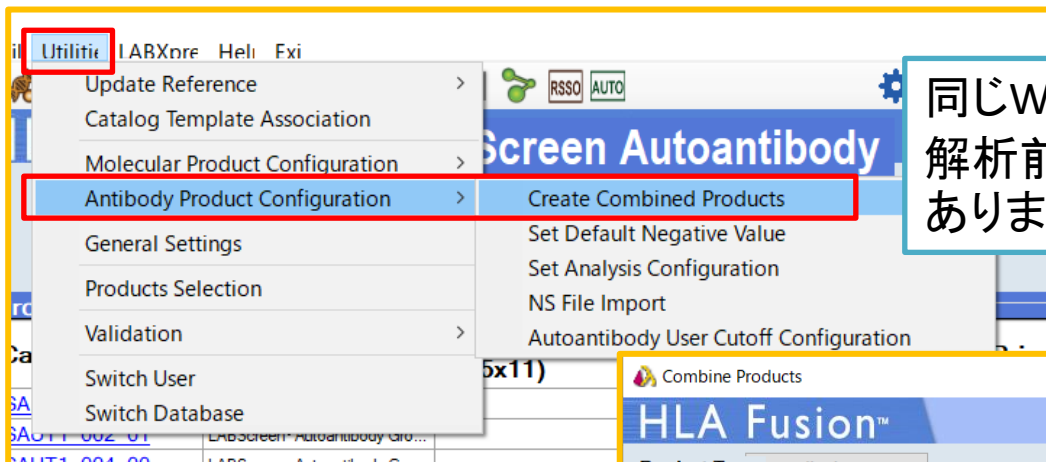 Utilitie LABXpre Heli Exi
Update Reference >
Catalog Template Association
RSSO AUTO
Screen Autoantibody
Molecular Product Configuration >
Antibody Product Configuration >
Create Combined Products
General Settings
Set Default Negative Value
Set Analysis Configuration
Products Selection
NS File Import
Validation >
Autoantibody User Cutoff Configuration
Switch User
Switch Database
同じW
解析前
ありま
5x11)
Combine Products
HLA Fusion™